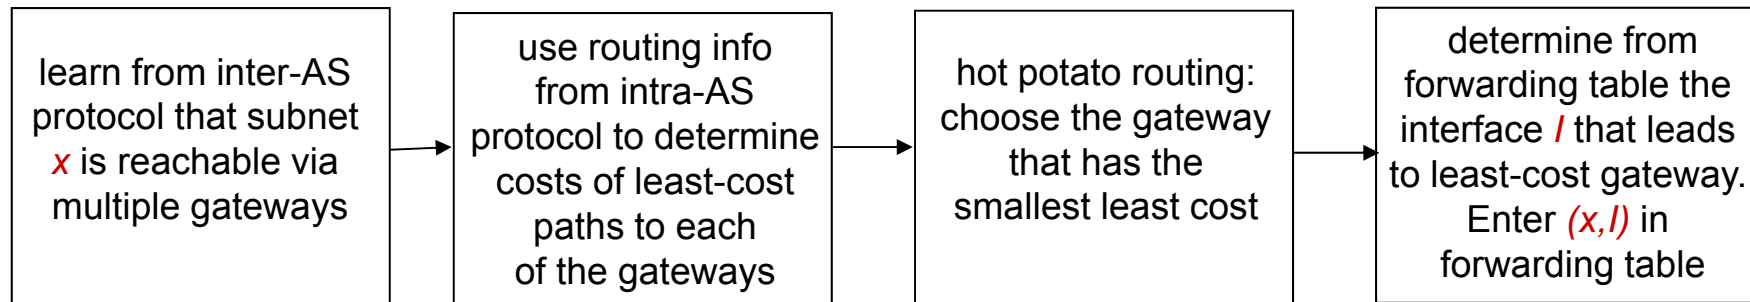 learn from inter-AS
protocol that subnet
x is reachable via
multiple gateways
use routing info
from intra-AS
protocol to determine
costs of least-cost
paths to each
of the gateways
hot potato routing:
choose the gateway
that has the
smallest least cost
determine from
forwarding table the
interface I that leads
to least-cost gateway.
Enter (x,I) in
forwarding table